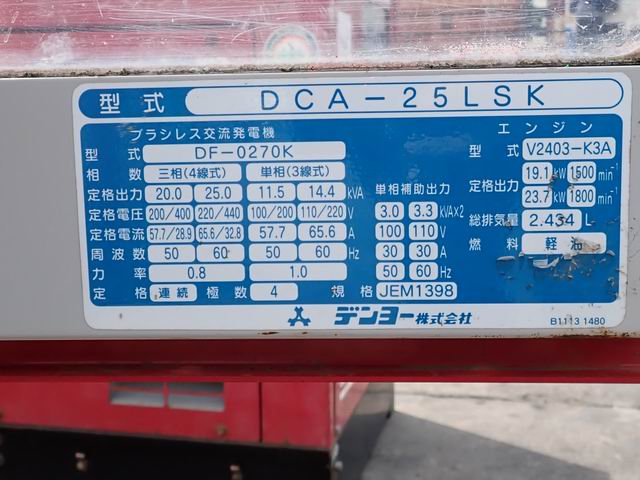 型式 DCA-25LSK
ブラシレス交流発電機
型式 DF-0270K
相数 三相(4線式) 単相(3線式)
定格出力 20.0 25.0 11.5 14.4 kVA
定格電圧 200/400 220/440 100/200 110/220 V
定格電流 57.7/28.9 65.6/32.8 57.7 65.6 A
周波数 50 60 50 60 Hz
力率 0.8 1.0
定格 連続 極数 4 規格 JEM1398
単相補助出力
3.0 3.3 kVA×2
100 110 V
30 30 A
50 60 Hz
エンジン
型式 V2403-K3A
定格出力 19.1 kW 1500 min⁻¹
23.7 kW 1800 min⁻¹
総排気量 2.434 L
燃料 軽油
デンヨー株式会社
B1113 1480